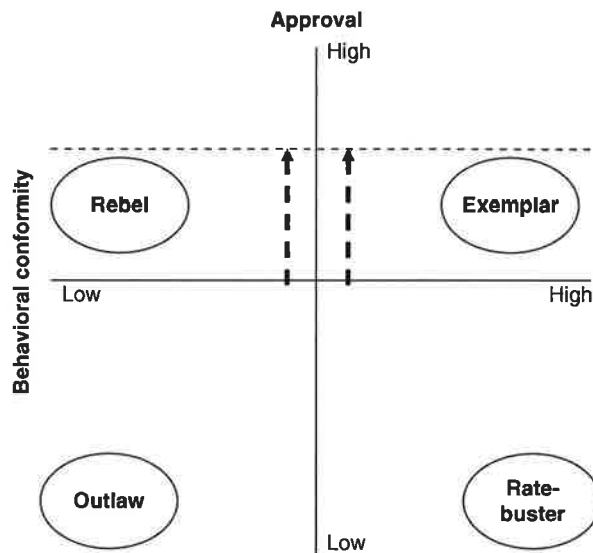 Approval
High
Rebel
Exemplar
Behavioral conformity
Low
High
Outlaw
Rate-
buster
Low